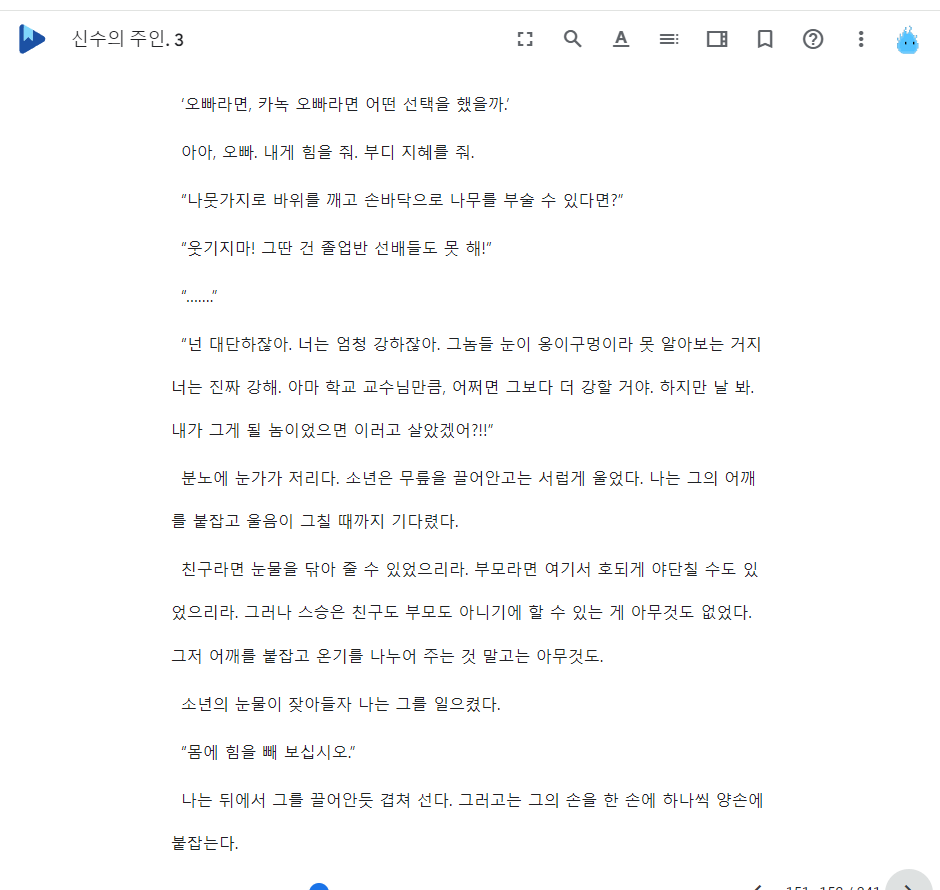 신수의 주인. 3
‘오빠라면, 카녹 오빠라면 어떤 선택을 했을까.’
아아, 오빠. 내게 힘을 줘. 부디 지혜를 줘.
“나뭇가지로 바위를 깨고 손바닥으로 나무를 부술 수 있다면?”
“웃기지마! 그딴 건 졸업반 선배들도 못 해!”
“…….”
“넌 대단하잖아. 너는 엄청 강하잖아. 그놈들 눈이 옹이구멍이라 못 알아보는 거지
너는 진짜 강해. 아마 학교 교수님만큼, 어쩌면 그보다 더 강할 거야. 하지만 날 봐.
내가 그게 될 놈이었으면 이러고 살았겠어?!!”
분노에 눈가가 저리다. 소년은 무릎을 끌어안고는 서럽게 울었다. 나는 그의 어깨
를 붙잡고 울음이 그칠 때까지 기다렸다.
친구라면 눈물을 닦아 줄 수 있었으리라. 부모라면 여기서 호되게 야단칠 수도 있
었으리라. 그러나 스승은 친구도 부모도 아니기에 할 수 있는 게 아무것도 없었다.
그저 어깨를 붙잡고 온기를 나누어 주는 것 말고는 아무것도.
소년의 눈물이 잦아들자 나는 그를 일으켰다.
“몸에 힘을 빼 보십시오.”
나는 뒤에서 그를 끌어안듯 겹쳐 선다. 그러고는 그의 손을 한 손에 하나씩 양손에
붙잡는다.